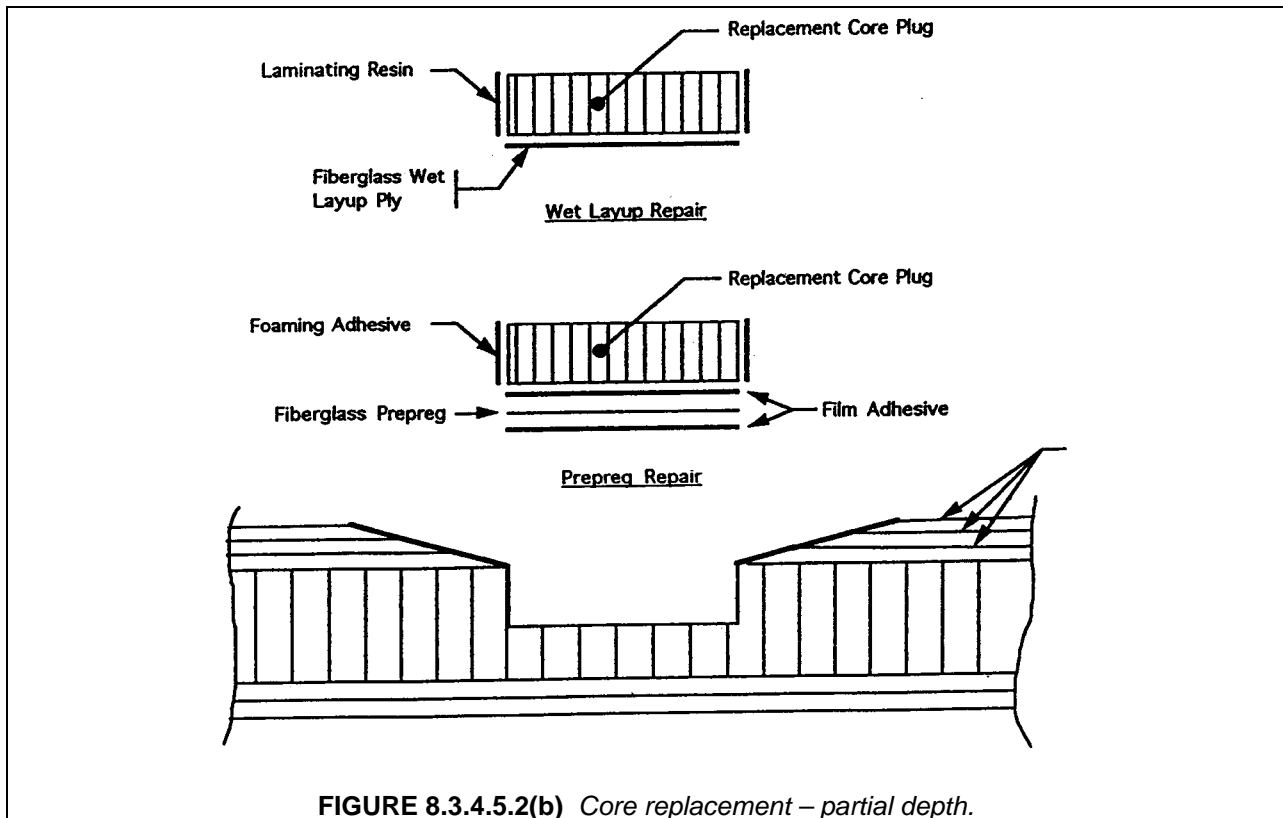 Replacement Core Plug
Laminating Resin
Fiberglass Wet
Layup Ply
Wet Layup Repair
Replacement Core Plug
Foaming Adhesive
Fiberglass Prepreg
Film Adhesive
Prepreg Repair
FIGURE 8.3.4.5.2(b) Core replacement – partial depth.